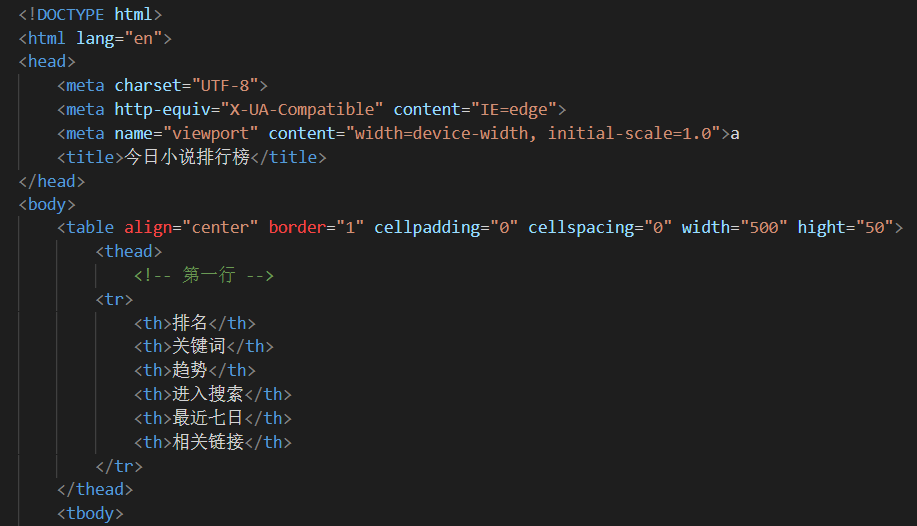 <!DOCTYPE html>
<html lang="en">
<head>
<meta charset="UTF-8">
<meta http-equiv="X-UA-Compatible" content="IE=edge">
<meta name="viewport" content="width=device-width, initial-scale=1.0">a
<title>今日小说排行榜</title>
</head>
<body>
<table align="center" border="1" cellpadding="0" cellspacing="0" width="500" hight="50">
<thead>
<!-- 第一行 -->
<tr>
<th>排名</th>
<th>关键词</th>
<th>趋势</th>
<th>进入搜索</th>
<th>最近七日</th>
<th>相关链接</th>
</tr>
</thead>
<tbody>